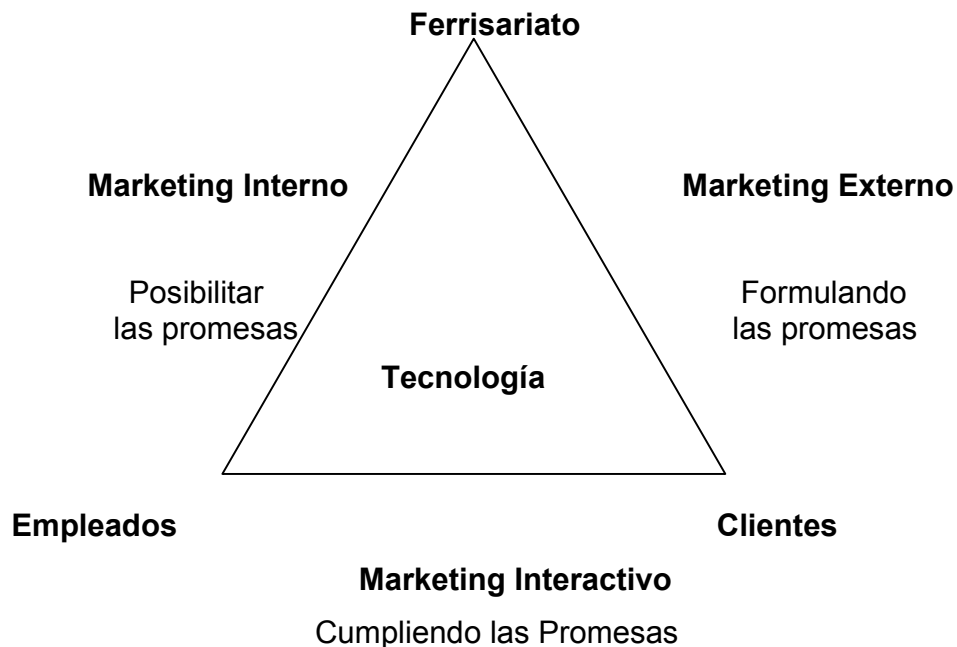 Ferrisariato
Marketing Interno
Marketing Externo
Posibilitar
las promesas
Formulando
las promesas
Tecnología
Empleados
Clientes
Marketing Interactivo
Cumpliendo las Promesas